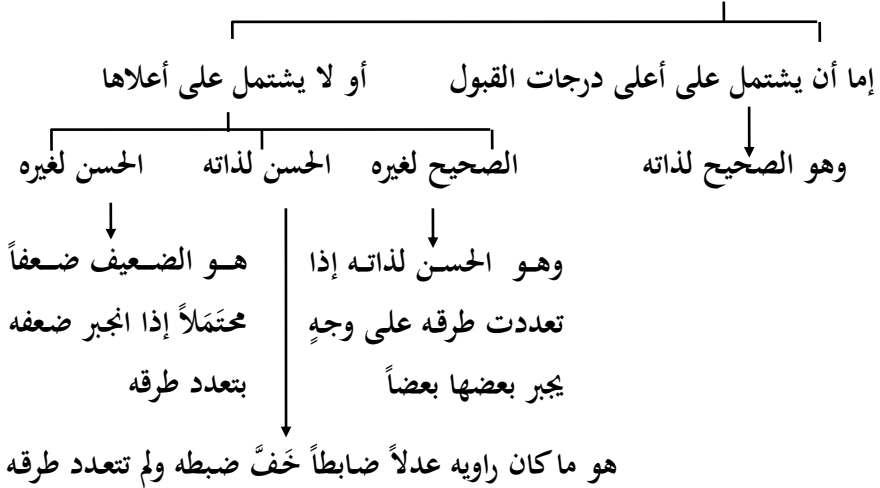 إما أن يشتمل على أعلى درجات القبول أو لا يشتمل على أعلاها
وهو الصحيح لذاته الصحيح لغيره الحسن لذاته الحسن لغيره
وهو الحسن لذاته إذا
تعددت طرقه على وجهٍ
يجبر بعضها بعضاً
هو الضعيف ضعفاً
محتَمَلاً إذا انجبر ضعفه
بتعدد طرقه
هو ما كان راويه عدلاً ضابطاً خَفَّ ضبطه ولم تتعدد طرقه